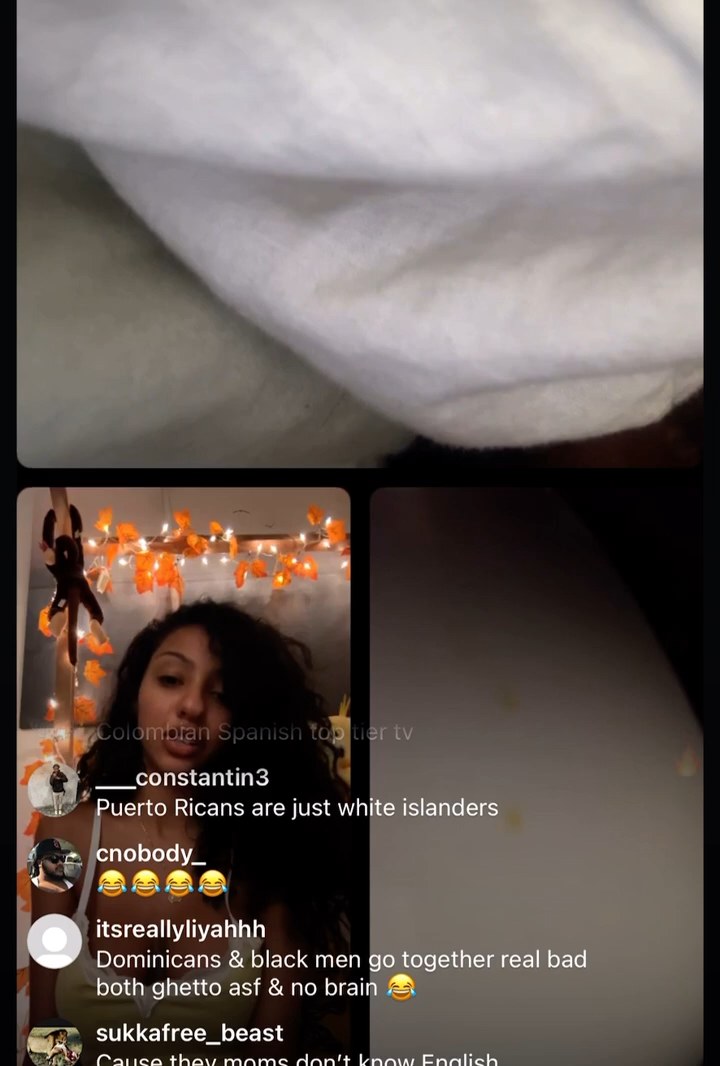 Colombian Spanish top tier tv
___constantin3
Puerto Ricans are just white islanders
cnobody_
😂😂😂😂
itsreallyliyahhh
Dominicans & black men go together real bad
both ghetto asf & no brain 😂
sukkafree_beast
Cause they moms don't know English